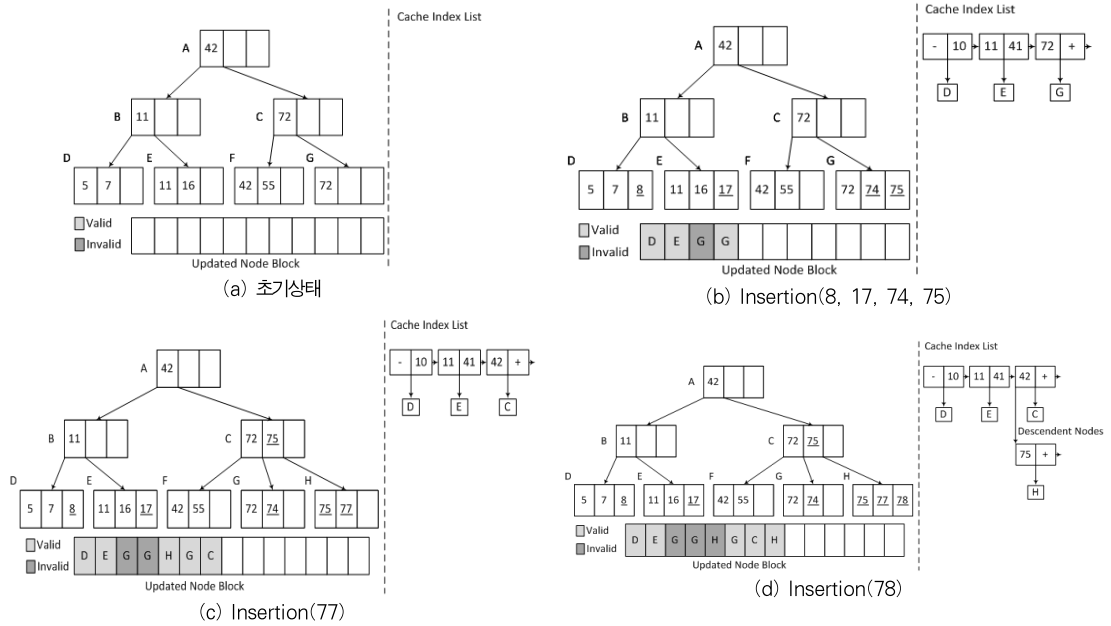 Cache Index List
A 42
B 11 C 72
D E F G
5 7 11 16 42 55 72
Valid
Invalid
Updated Node Block
(a) 초기상태
Cache Index List
- 10 11 41 72 +
D E G
A 42
B 11 C 72
D E F G
5 7 8 11 16 17 42 55 72 74 75
Valid
Invalid
D E G G
Updated Node Block
(b) Insertion(8, 17, 74, 75)
Cache Index List
- 10 11 41 42 +
D E C
A 42
B 11 C 72 75
D E F G H
5 7 8 11 16 17 42 55 72 74 75 77
Valid
Invalid
D E G G H G C
Updated Node Block
(c) Insertion(77)
Cache Index List
- 10 11 41 42 +
D E C
Descendent Nodes
75 +
H
A 42
B 11 C 72 75
D E F G H
5 7 8 11 16 17 42 55 72 74 75 77 78
Valid
Invalid
D E G G H G C H
Updated Node Block
(d) Insertion(78)